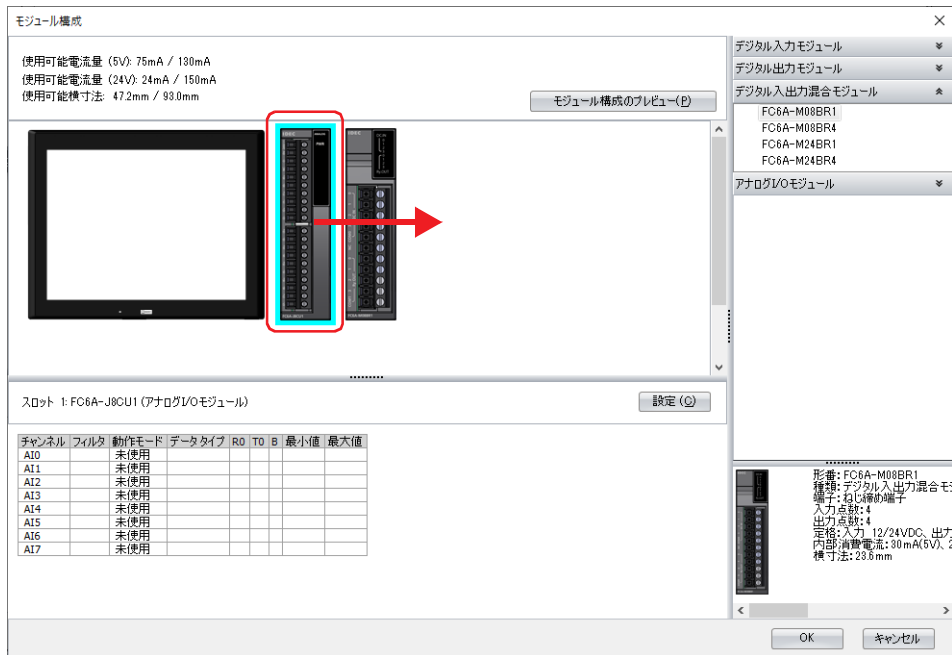 モジュール構成
使用可能電流量 (5V): 75mA / 130mA
使用可能電流量 (24V): 24mA / 150mA
使用可能横寸法: 47.2mm / 93.0mm
モジュール構成のプレビュー(P)
スロット 1: FC6A-J8CU1 (アナログI/Oモジュール)
設定 (C)
チャンネル フィルタ 動作モード データタイプ R0 T0 B 最小値 最大値
AI0 未使用
AI1 未使用
AI2 未使用
AI3 未使用
AI4 未使用
AI5 未使用
AI6 未使用
AI7 未使用
デジタル入力モジュール
デジタル出力モジュール
デジタル入出力混合モジュール
FC6A-M08BR1
FC6A-M08BR4
FC6A-M24BR1
FC6A-M24BR4
アナログI/Oモジュール
形番: FC6A-M08BR1
種類: デジタル入出力混合モ
端子: ねじ締め端子
入力点数: 4
出力点数: 4
定格: 入力 12/24VDC、出力
内部消費電流: 30mA(5V)、2
横寸法: 23.6mm
OK
キャンセル